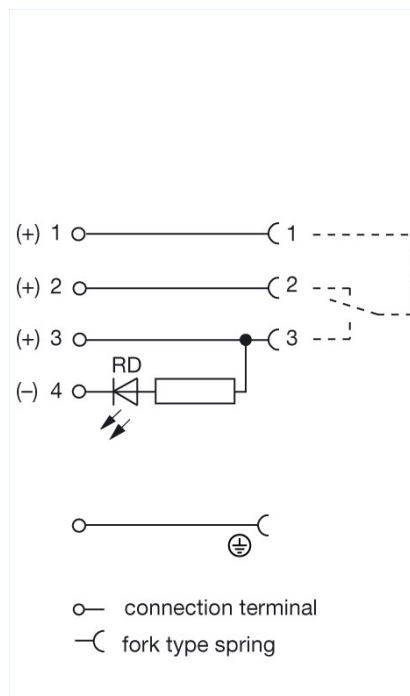 (+) 1 1
(+) 2 2
(+) 3 3
RD
(–) 4
connection terminal
fork type spring